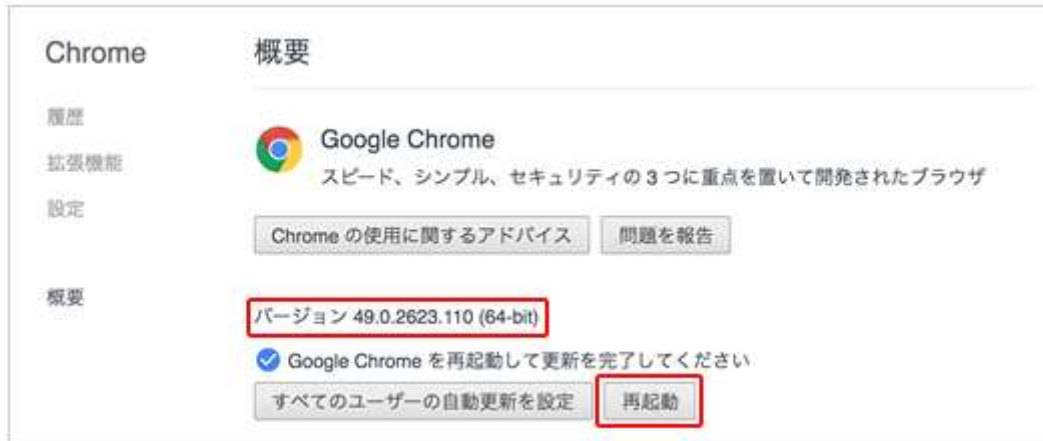 Chrome
概要
履歴
拡張機能
設定
概要
Google Chrome
スピード、シンプル、セキュリティの 3 つに重点を置いて開発されたブラウザ
Chrome の使用に関するアドバイス 問題を報告
バージョン 49.0.2623.110 (64-bit)
Google Chrome を再起動して更新を完了してください
すべてのユーザーの自動更新を設定 再起動